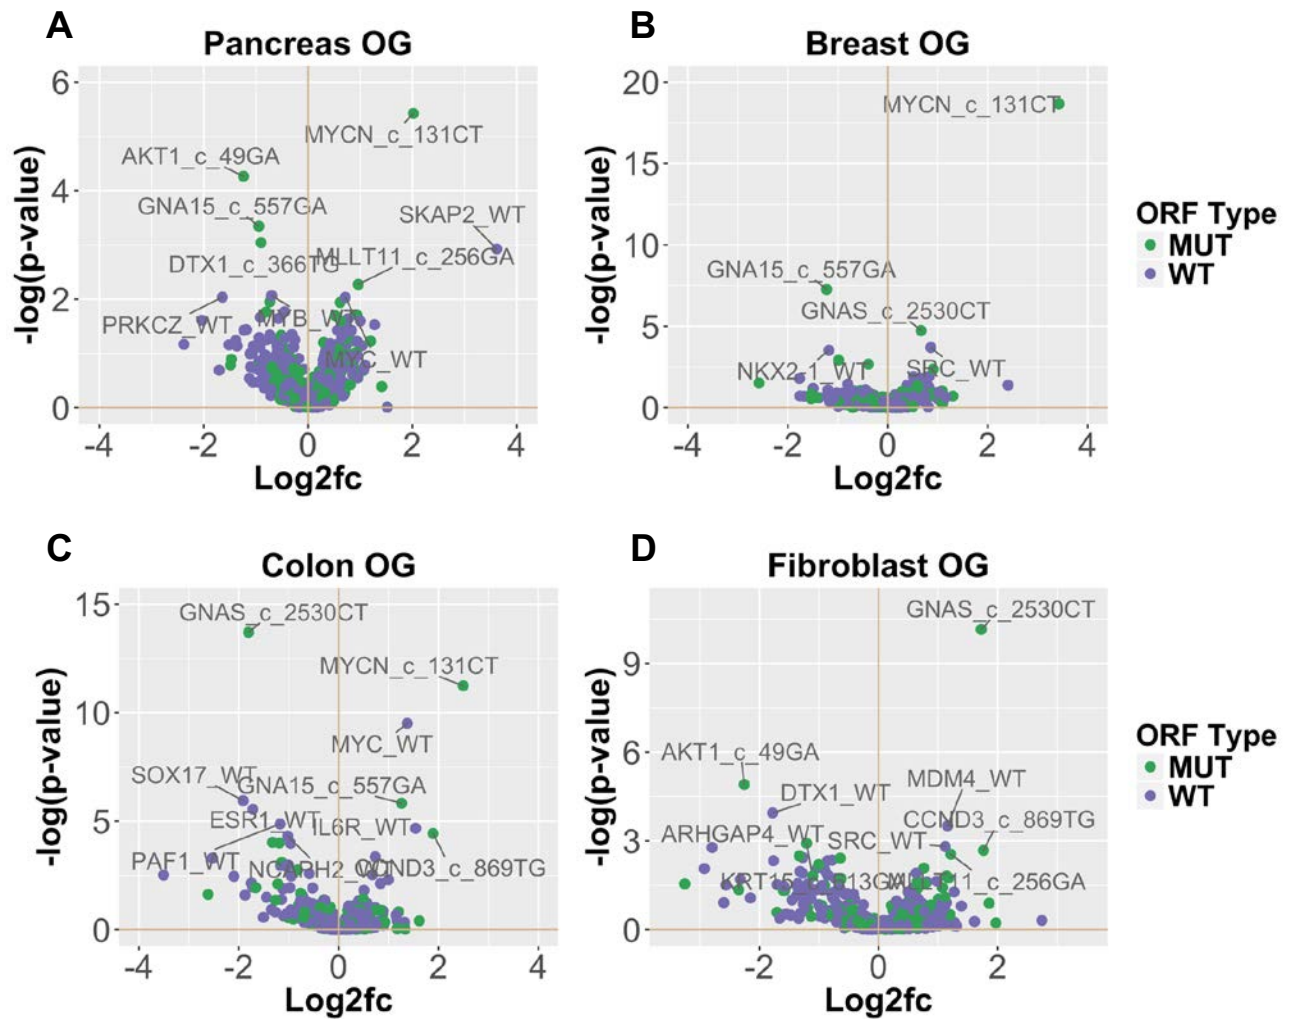 A
Pancreas OG
6
4
2
0
-log(p-value)
MYCN_c_131CT
AKT1_c_49GA
GNA15_c_557GA
SKAP2_WT
DTX1_c_366TG
MLLT11_c_256GA
PRKCZ_WT
MYB_WT
MYC_WT
-4 -2 0 2 4
Log2fc
B
Breast OG
20
15
10
5
0
-log(p-value)
MYCN_c_131CT
GNA15_c_557GA
GNAS_c_2530CT
NKX2_1_WT
SRC_WT
-4 -2 0 2 4
Log2fc
ORF Type
MUT
WT
C
Colon OG
15
10
5
0
-log(p-value)
GNAS_c_2530CT
MYCN_c_131CT
MYC_WT
SOX17_WT
GNA15_c_557GA
ESR1_WT
IL6R_WT
PAF1_WT
NCAPH2_WT
CCND3_c_869TG
-4 -2 0 2 4
Log2fc
D
Fibroblast OG
9
6
3
0
-log(p-value)
GNAS_c_2530CT
AKT1_c_49GA
DTX1_WT
MDM4_WT
CCND3_c_869TG
ARHGAP4_WT
SRC_WT
MLLT11_c_256GA
-2 0 2
Log2fc
ORF Type
MUT
WT